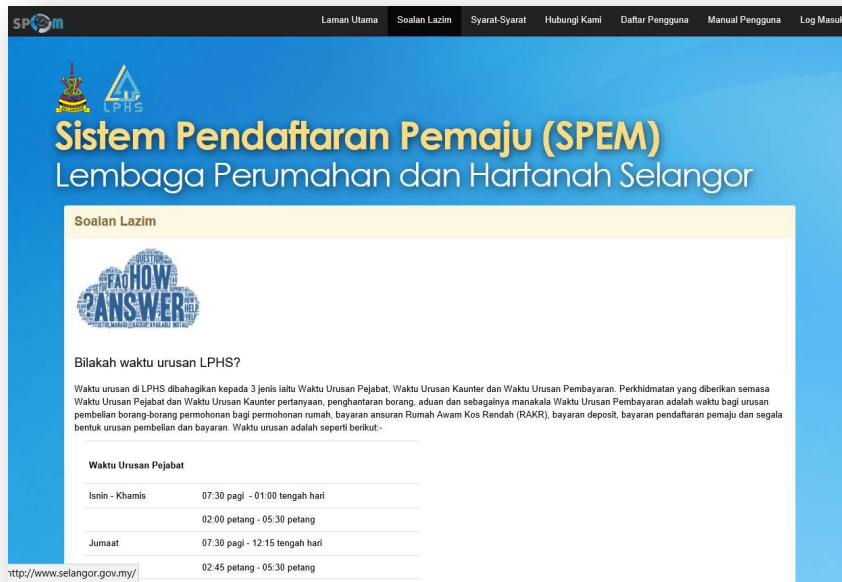 SPEM
Laman Utama
Soalan Lazim
Syarat-Syarat
Hubungi Kami
Daftar Pengguna
Manual Pengguna
Log Masuk
SELANGOR
LPHS
Sistem Pendaftaran Pemaju (SPEM)
Lembaga Perumahan dan Hartanah Selangor
Soalan Lazim
QUESTION
FAQ HOW
?ANSWER
HELP
Bilakah waktu urusan LPHS?
Waktu urusan di LPHS dibahagikan kepada 3 jenis iaitu Waktu Urusan Pejabat, Waktu Urusan Kaunter dan Waktu Urusan Pembayaran. Perkhidmatan yang diberikan semasa
Waktu Urusan Pejabat dan Waktu Urusan Kaunter pertanyaan, penghantaran borang, aduan dan sebagainya manakala Waktu Urusan Pembayaran adalah waktu bagi urusan
pembelian borang-borang permohonan bagi permohonan rumah, bayaran ansuran Rumah Awam Kos Rendah (RAKR), bayaran deposit, bayaran pendaftaran pemaju dan segala
bentuk urusan pembelian dan bayaran. Waktu urusan adalah seperti berikut:-
Waktu Urusan Pejabat
Isnin - Khamis 07:30 pagi - 01:00 tengah hari
02:00 petang - 05:30 petang
Jumaat 07:30 pagi - 12:15 tengah hari
02:45 petang - 05:30 petang
http://www.selangor.gov.my/